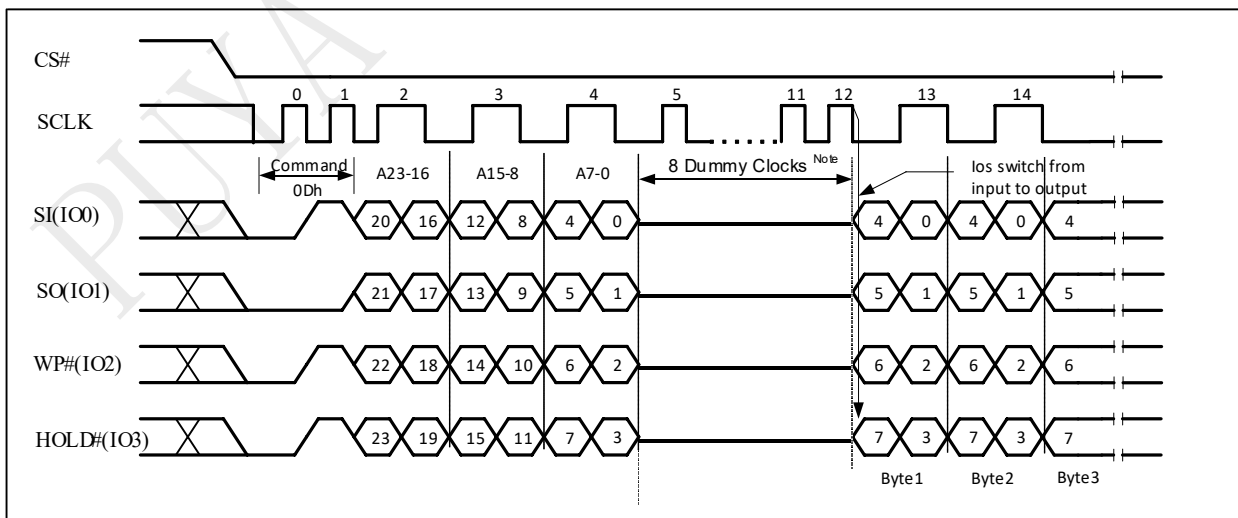 PUYA
CS#
0 1 2 3 4 5 11 12 13 14
SCLK
Command
0Dh
A23-16 A15-8 A7-0
8 Dummy Clocks Note
Ios switch from
input to output
SI(IO0) 20 16 12 8 4 0 4 0 4 0 4
SO(IO1) 21 17 13 9 5 1 5 1 5 1 5
WP#(IO2) 22 18 14 10 6 2 6 2 6 2 6
HOLD#(IO3) 23 19 15 11 7 3 7 3 7 3 7
Byte1 Byte2 Byte3